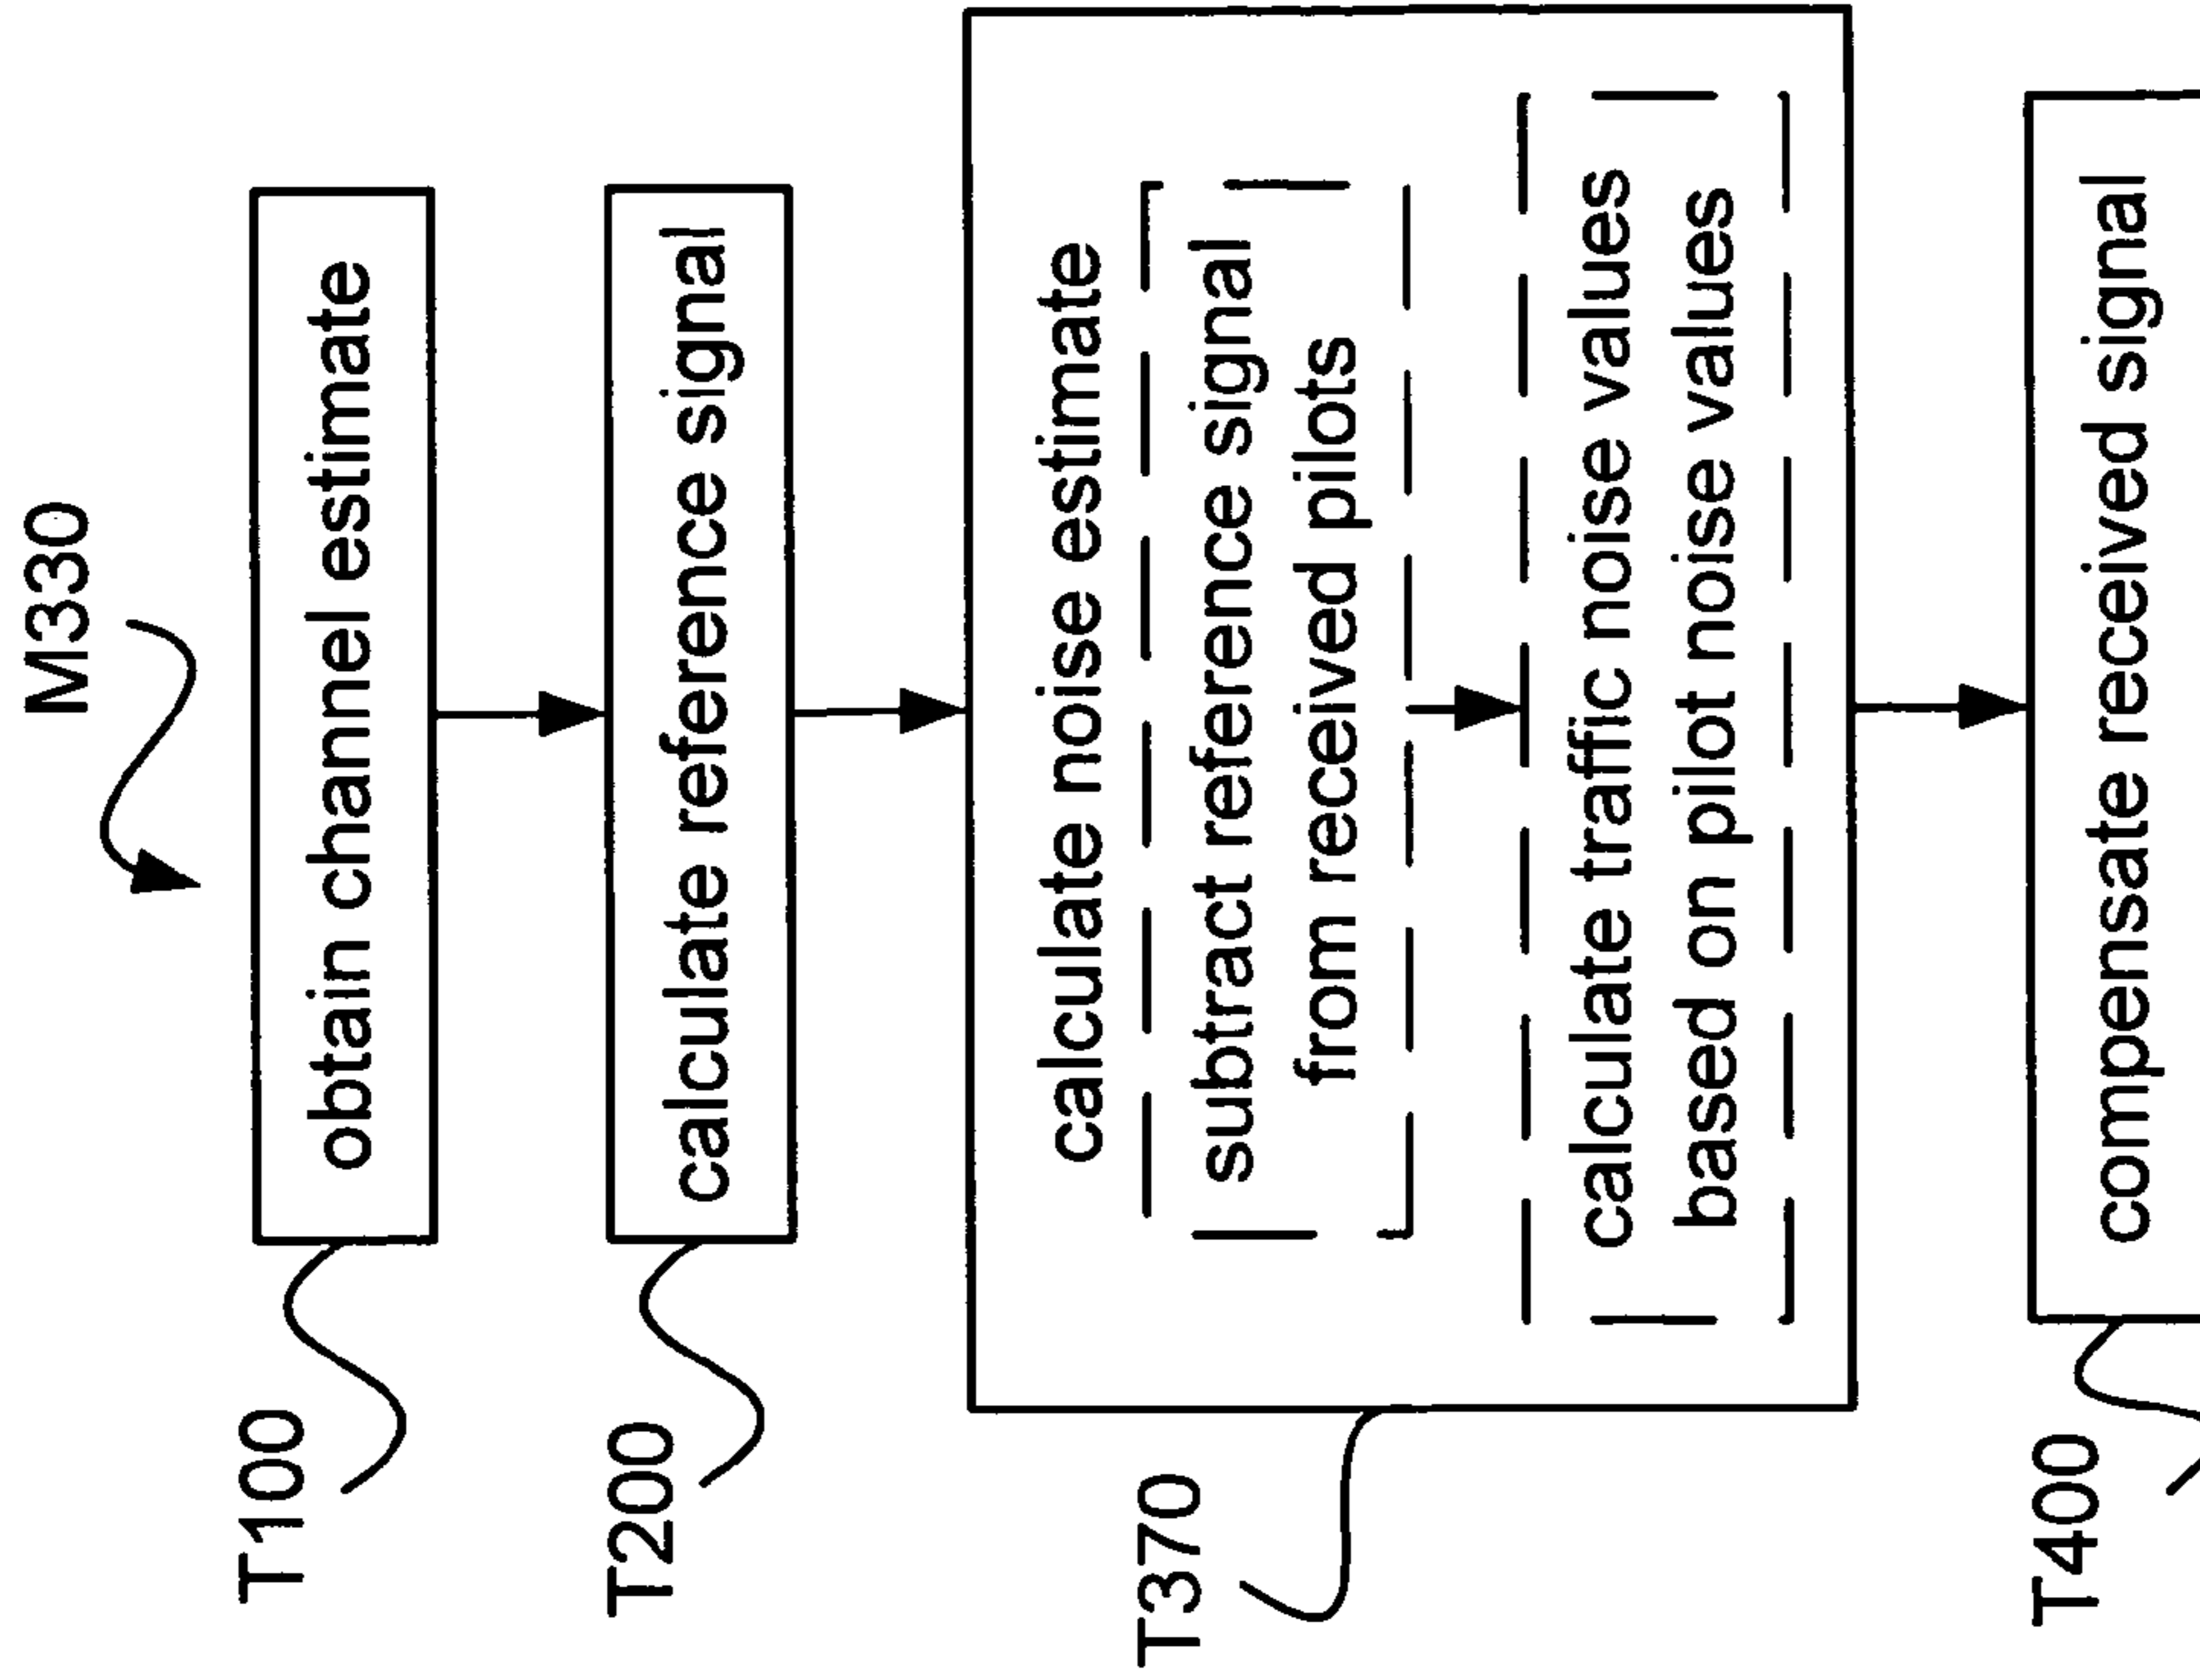 M330
T100
obtain channel estimate
T200
calculate reference signal
T370
calculate noise estimate
subtract reference signal
from received pilots
calculate traffic noise values
based on pilot noise values
T400
compensate received signal